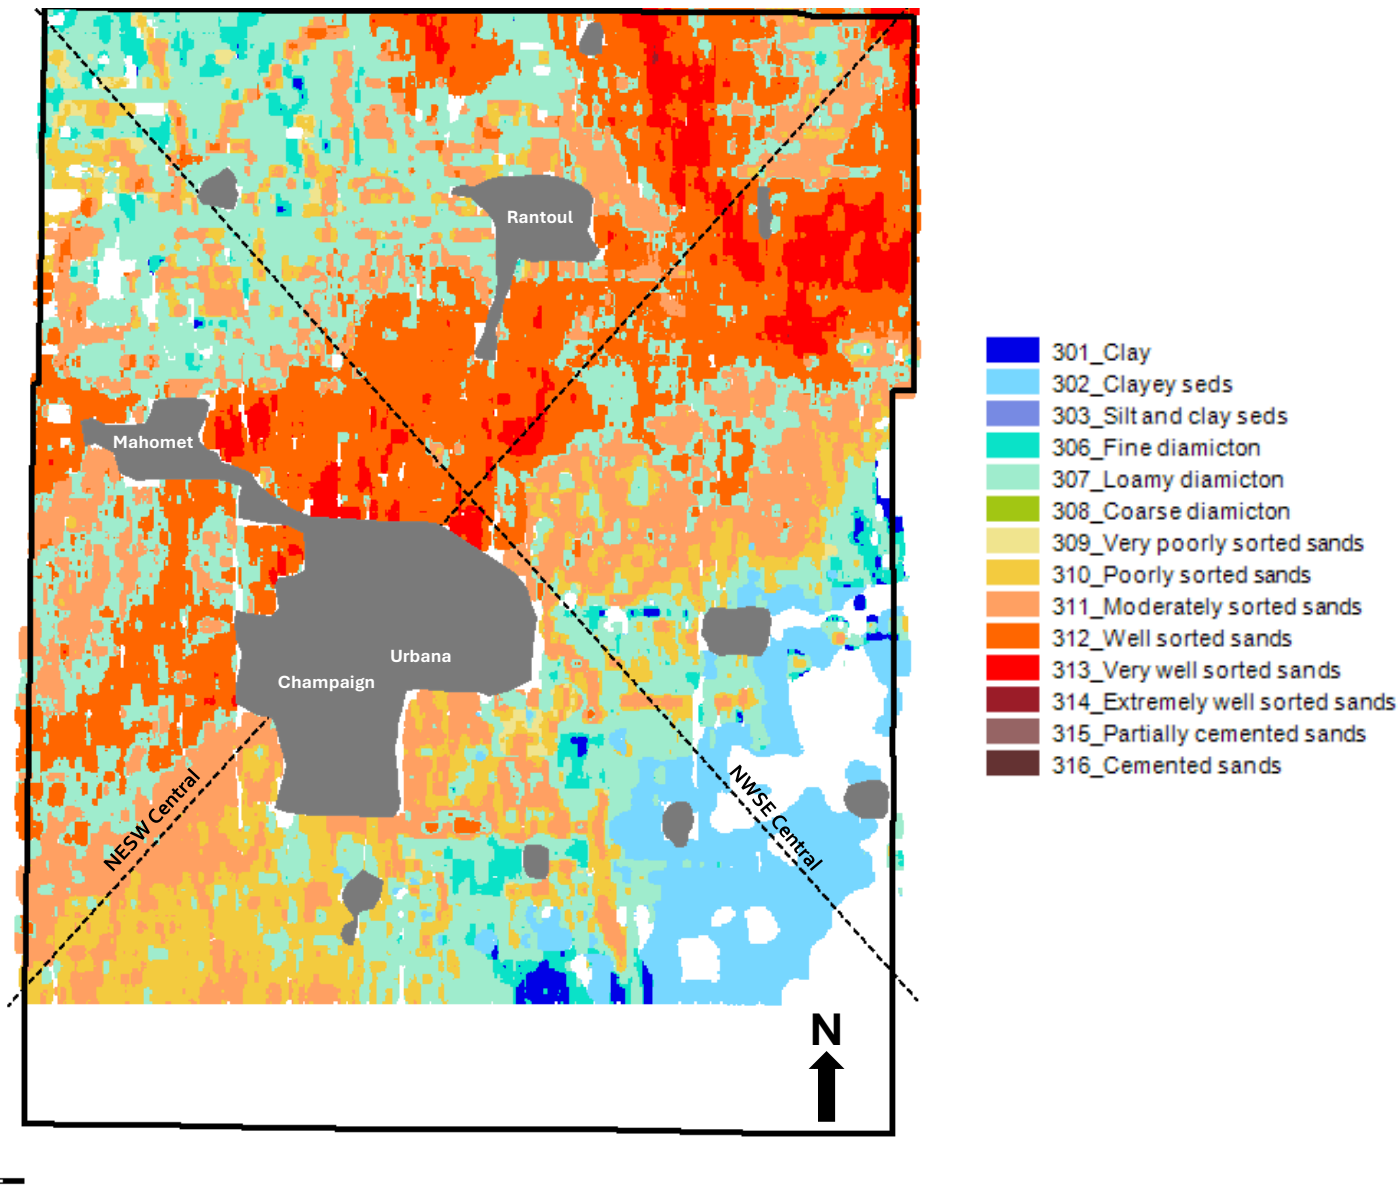 Rantoul
Mahomet
Urbana
Champaign
NESW Central
NWSE Central
N
301_Clay
302_Clayey seds
303_Silt and clay seds
306_Fine diamicton
307_Loamy diamicton
308_Coarse diamicton
309_Very poorly sorted sands
310_Poorly sorted sands
311_Moderately sorted sands
312_Well sorted sands
313_Very well sorted sands
314_Extremely well sorted sands
315_Partially cemented sands
316_Cemented sands